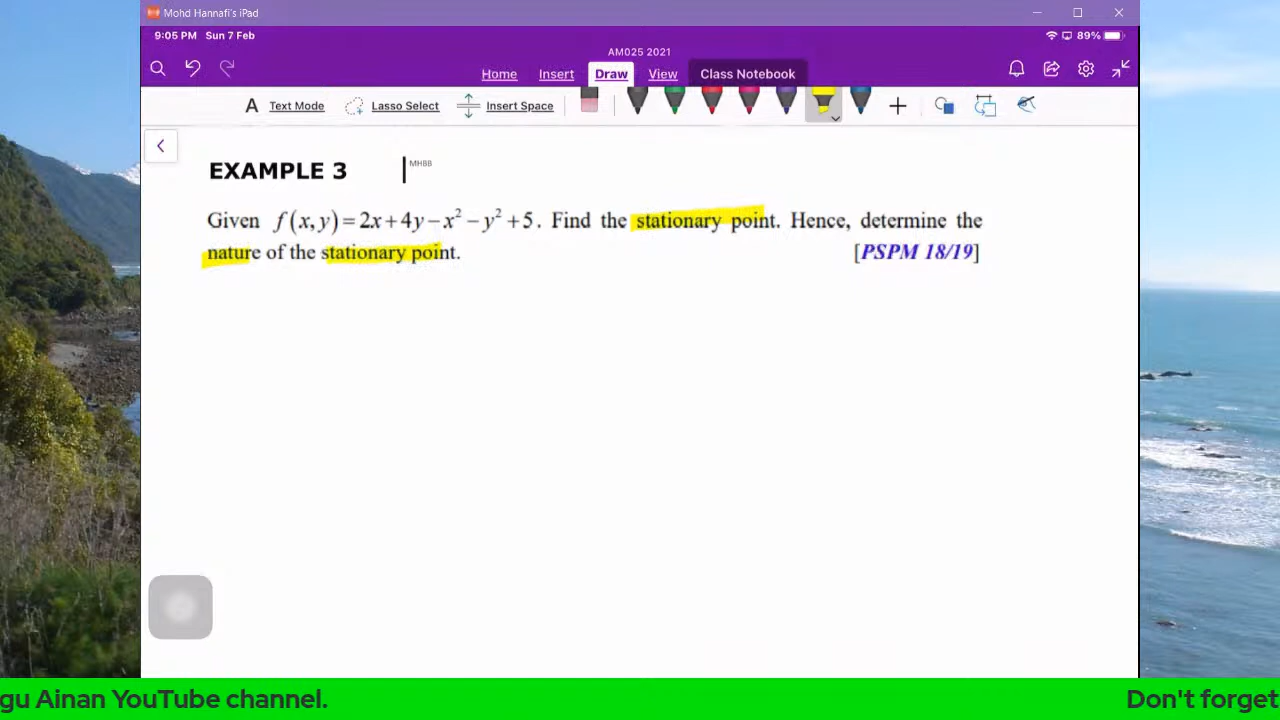 Mohd Hannafi's iPad
9:05 PM Sun 7 Feb
89%
AM025 2021
Home Insert Draw View Class Notebook
A Text Mode Lasso Select Insert Space
EXAMPLE 3 MHBB
Given f(x, y) = 2x + 4y − x² − y² + 5. Find the stationary point. Hence, determine the
nature of the stationary point. [PSPM 18/19]
gu Ainan YouTube channel. Don't forget